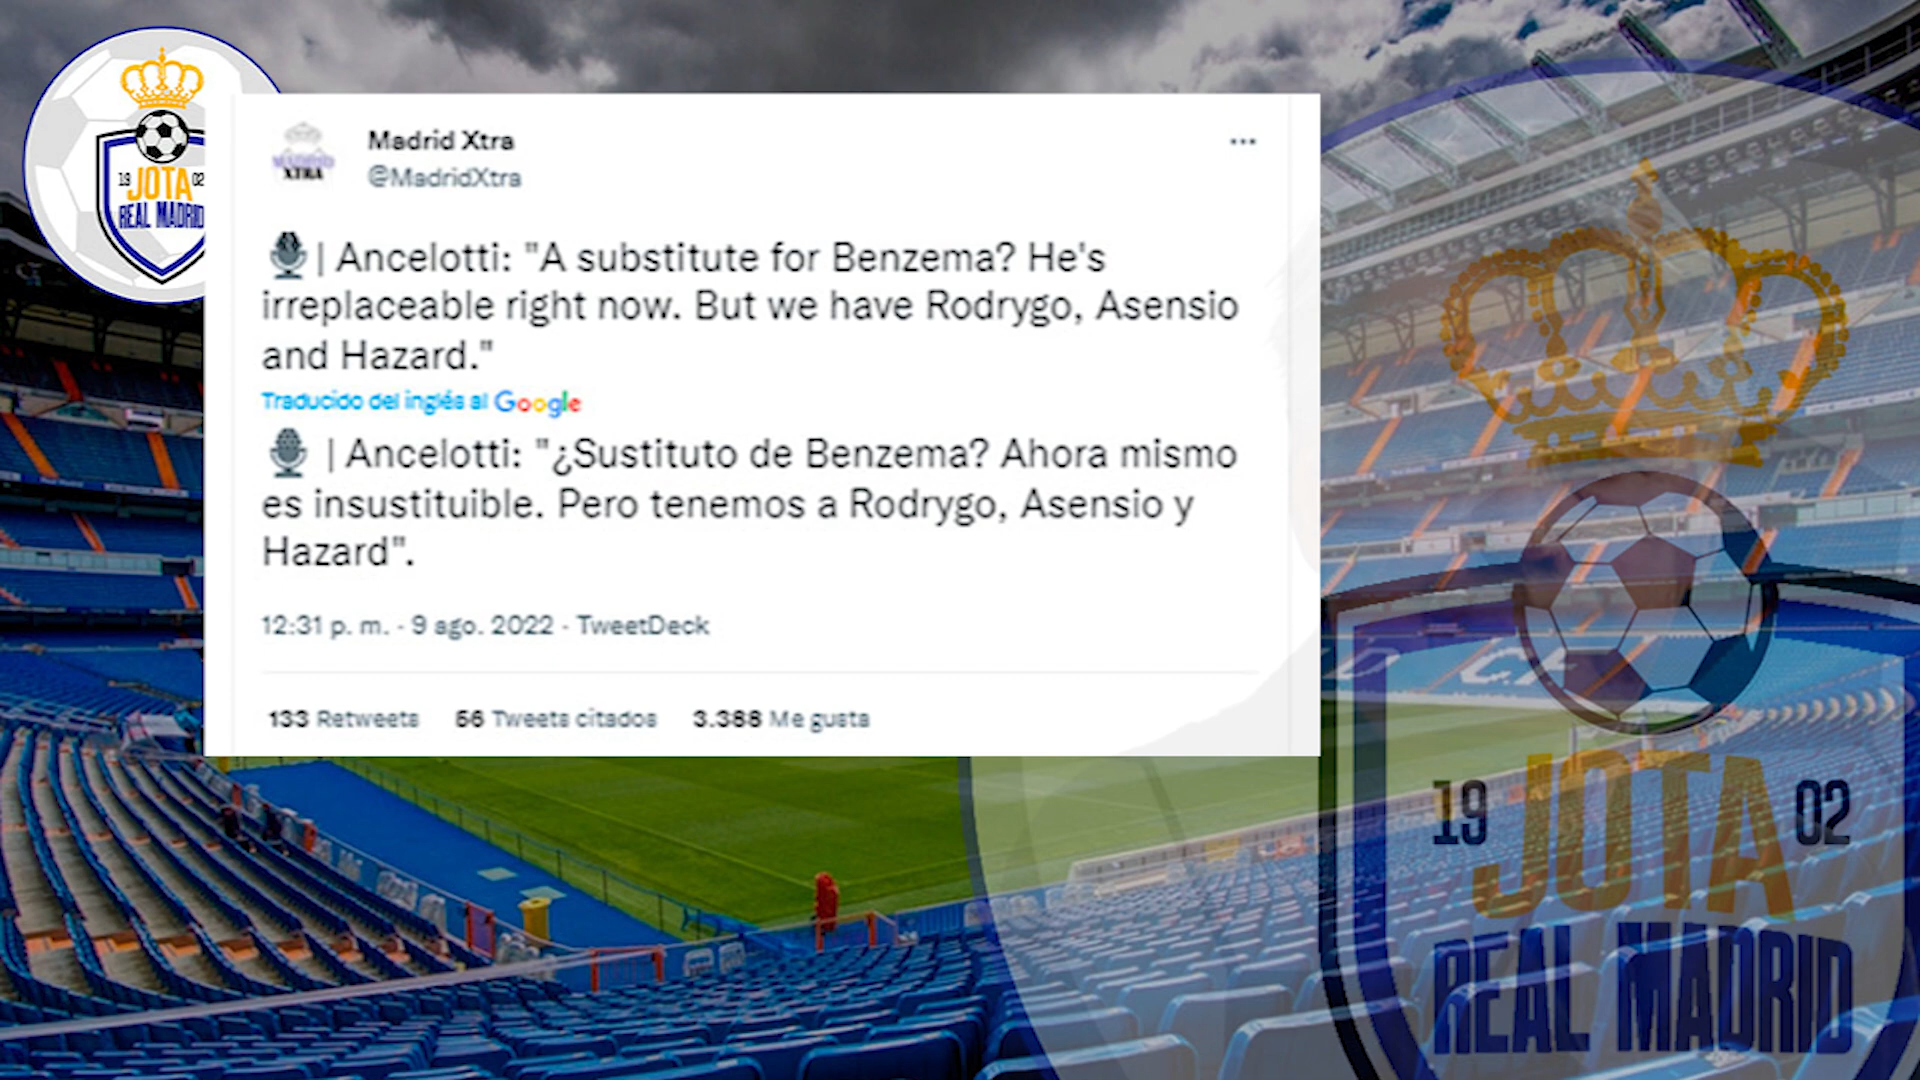 19 JOTA 02
REAL MADRID
MADRID
XTRA
Madrid Xtra
@MadridXtra
| Ancelotti: "A substitute for Benzema? He's
irreplaceable right now. But we have Rodrygo, Asensio
and Hazard."
Traducido del inglés al Google
| Ancelotti: "¿Sustituto de Benzema? Ahora mismo
es insustituible. Pero tenemos a Rodrygo, Asensio y
Hazard".
12:31 p. m. · 9 ago. 2022 · TweetDeck
133 Retweets 56 Tweets citados 3.388 Me gusta
19 JOTA 02
REAL MADRID